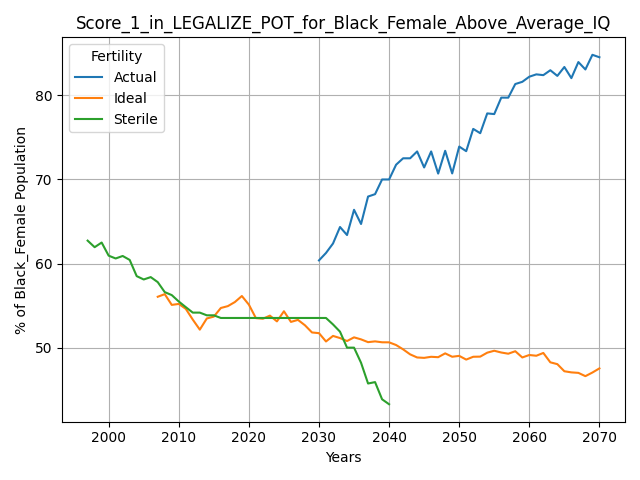 Score_1_in_LEGALIZE_POT_for_Black_Female_Above_Average_IQ
Fertility
Actual
Ideal
Sterile
% of Black_Female Population
80
70
60
50
2000 2010 2020 2030 2040 2050 2060 2070
Years